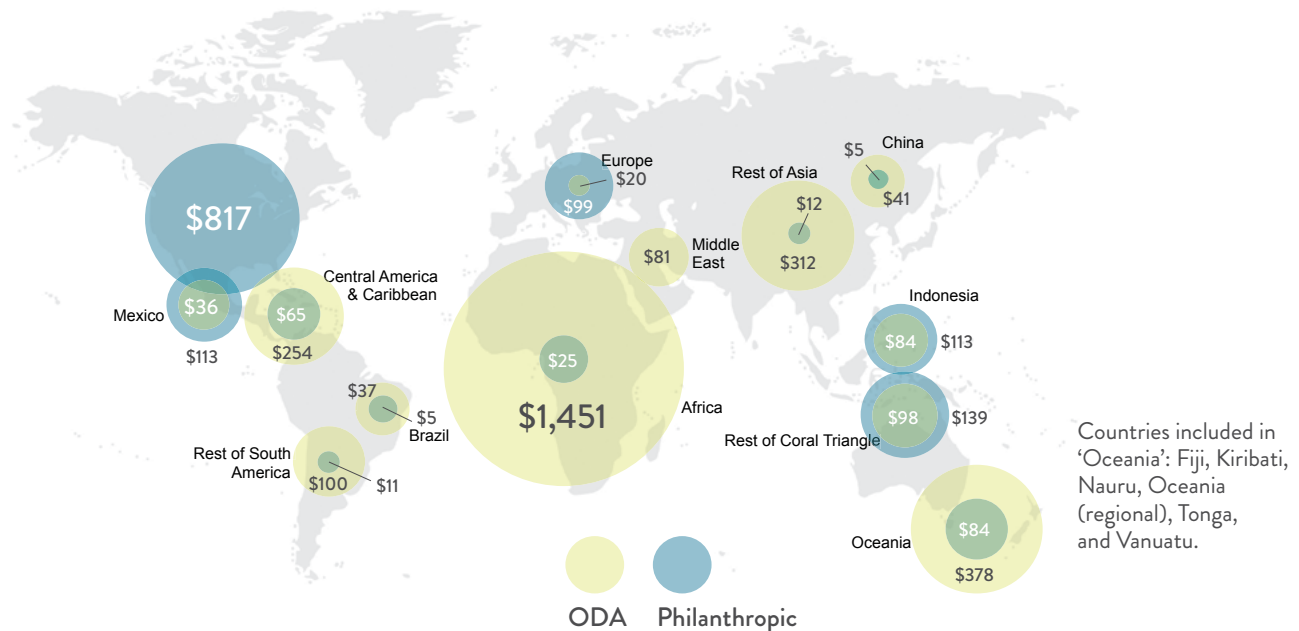 China
$5
$41
Europe
$20
$99
Rest of Asia
$12
$312
$817
Middle
East
$81
Central America
& Caribbean
$65
$254
Mexico
$36
$113
Indonesia
$84
$113
$25
$1,451
Africa
$37
$5
Brazil
$98
$139
Rest of Coral Triangle
Rest of South
America
$100
$11
Countries included in
‘Oceania’: Fiji, Kiribati,
Nauru, Oceania
(regional), Tonga,
and Vanuatu.
Oceania
$84
$378
ODA
Philanthropic